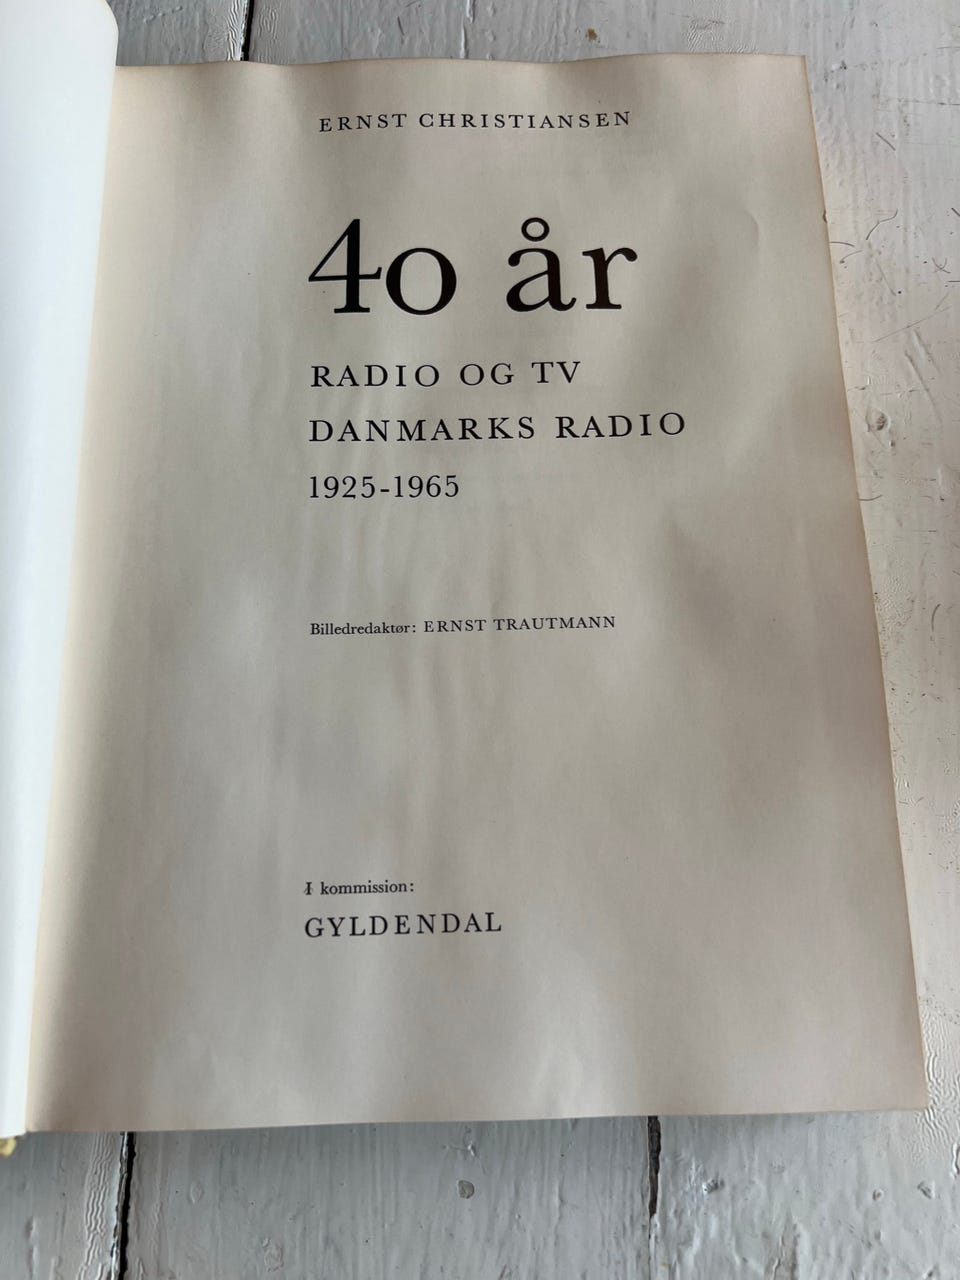 ERNST CHRISTIANSEN
40 år
RADIO OG TV
DANMARKS RADIO
1925-1965
Billedredaktør: ERNST TRAUTMANN
I kommission:
GYLDENDAL